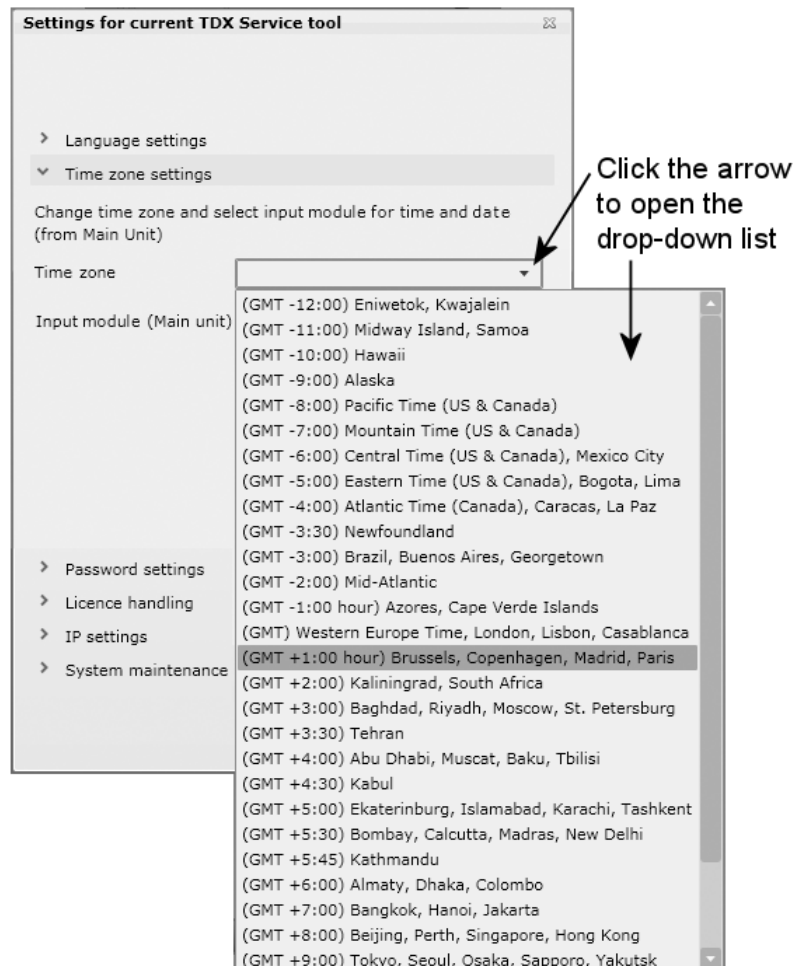 Settings for current TDX Service tool
Language settings
Time zone settings
Change time zone and select input module for time and date
(from Main Unit)
Time zone
Input module (Main unit)
Click the arrow
to open the
drop-down list
(GMT -12:00) Eniwetok, Kwajalein
(GMT -11:00) Midway Island, Samoa
(GMT -10:00) Hawaii
(GMT -9:00) Alaska
(GMT -8:00) Pacific Time (US & Canada)
(GMT -7:00) Mountain Time (US & Canada)
(GMT -6:00) Central Time (US & Canada), Mexico City
(GMT -5:00) Eastern Time (US & Canada), Bogota, Lima
(GMT -4:00) Atlantic Time (Canada), Caracas, La Paz
(GMT -3:30) Newfoundland
(GMT -3:00) Brazil, Buenos Aires, Georgetown
(GMT -2:00) Mid-Atlantic
(GMT -1:00 hour) Azores, Cape Verde Islands
(GMT) Western Europe Time, London, Lisbon, Casablanca
(GMT +1:00 hour) Brussels, Copenhagen, Madrid, Paris
(GMT +2:00) Kaliningrad, South Africa
(GMT +3:00) Baghdad, Riyadh, Moscow, St. Petersburg
(GMT +3:30) Tehran
(GMT +4:00) Abu Dhabi, Muscat, Baku, Tbilisi
(GMT +4:30) Kabul
(GMT +5:00) Ekaterinburg, Islamabad, Karachi, Tashkent
(GMT +5:30) Bombay, Calcutta, Madras, New Delhi
(GMT +5:45) Kathmandu
(GMT +6:00) Almaty, Dhaka, Colombo
(GMT +7:00) Bangkok, Hanoi, Jakarta
(GMT +8:00) Beijing, Perth, Singapore, Hong Kong
(GMT +9:00) Tokyo, Seoul, Osaka, Sapporo, Yakutsk
Password settings
Licence handling
IP settings
System maintenance